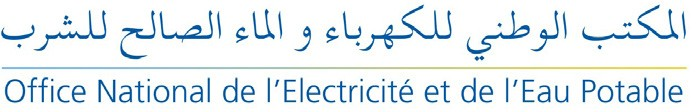 المكتب الوطني للكهرباء و الماء الصالح للشرب
Office National de l'Electricité et de l'Eau Potable